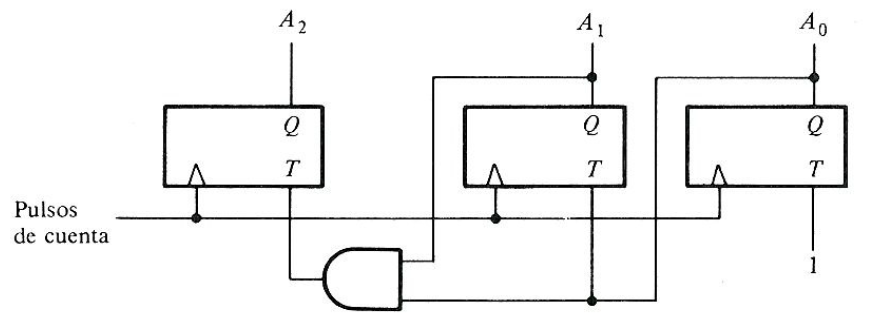 A₂ A₁ A₀
Q Q Q
T T T
Pulsos
de cuenta
1